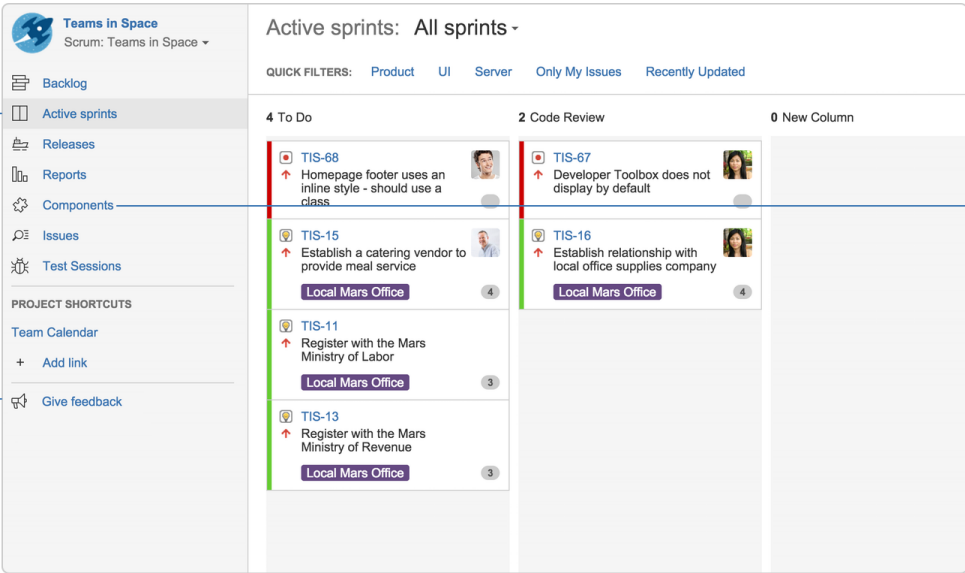 Teams in Space
Scrum: Teams in Space
Backlog
Active sprints
Releases
Reports
Components
Issues
Test Sessions
PROJECT SHORTCUTS
Team Calendar
+ Add link
Give feedback
Active sprints: All sprints
QUICK FILTERS: Product UI Server Only My Issues Recently Updated
4 To Do
TIS-68
Homepage footer uses an
inline style - should use a
class
TIS-15
Establish a catering vendor to
provide meal service
Local Mars Office 4
TIS-11
Register with the Mars
Ministry of Labor
Local Mars Office 3
TIS-13
Register with the Mars
Ministry of Revenue
Local Mars Office 3
2 Code Review
TIS-67
Developer Toolbox does not
display by default
TIS-16
Establish relationship with
local office supplies company
Local Mars Office 4
0 New Column